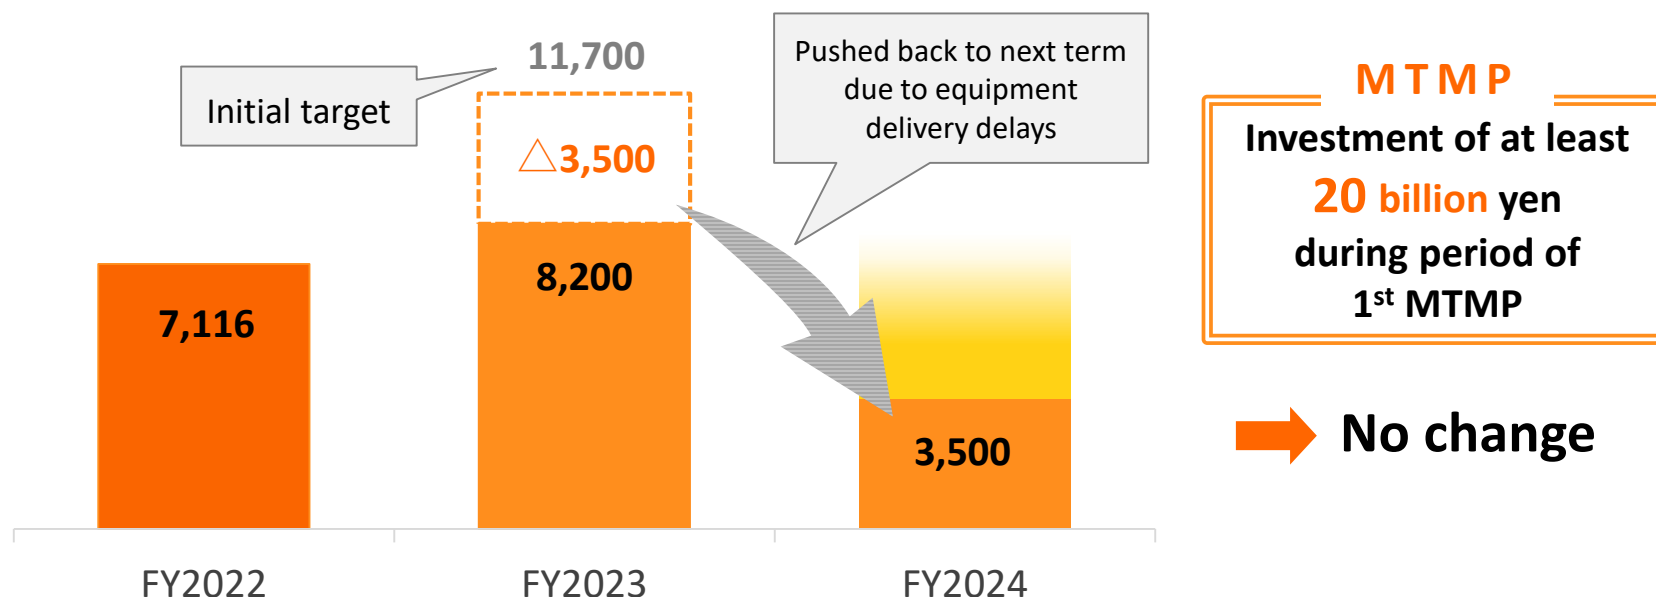 11,700
Initial target
△3,500
Pushed back to next term
due to equipment
delivery delays
7,116
8,200
3,500
FY2022
FY2023
FY2024
MTMP
Investment of at least
20 billion yen
during period of
1st MTMP
No change